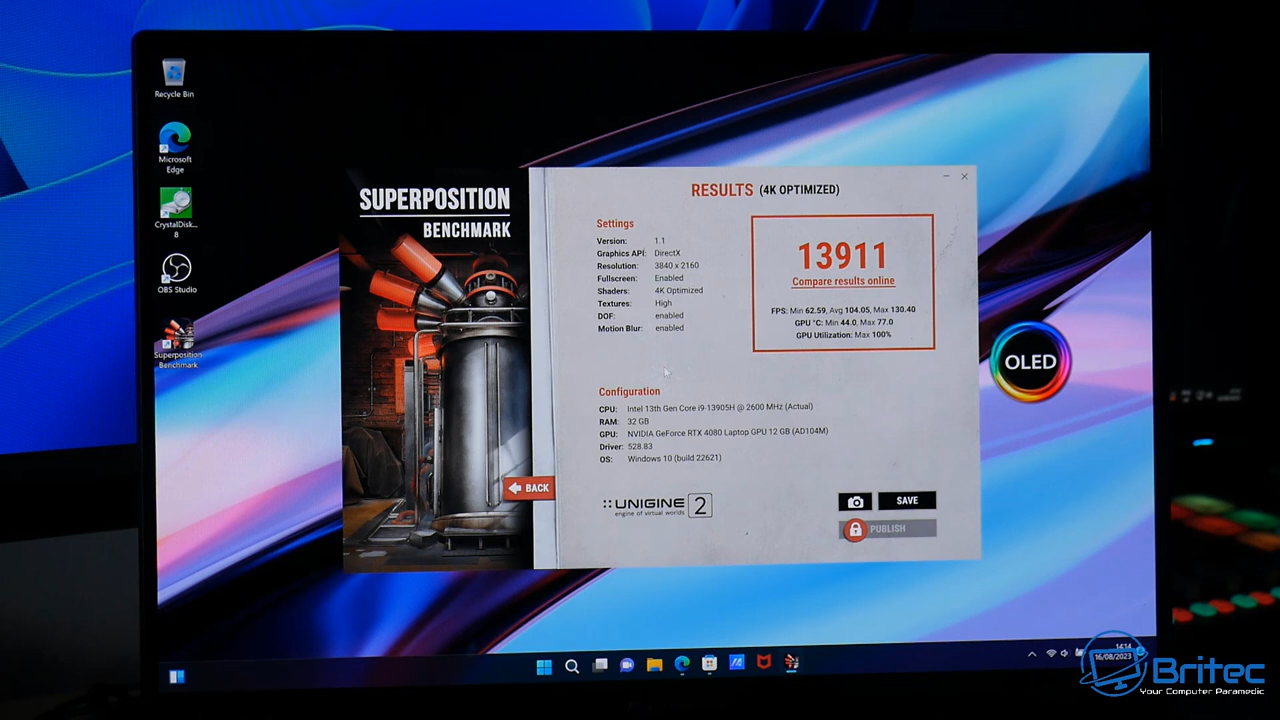 Recycle Bin
Microsoft
Edge
CrystalDisk...
8
OBS Studio
Superposition
Benchmark
SUPERPOSITION
BENCHMARK
RESULTS (4K OPTIMIZED)
Settings
Version: 1.1
Graphics API: DirectX
Resolution: 3840 x 2160
Fullscreen: Enabled
Shaders: 4K Optimized
Textures: High
DOF: enabled
Motion Blur: enabled
13911
Compare results online
FPS: Min 62.59, Avg 104.05, Max 130.40
GPU °C: Min 44.0, Max 77.0
GPU Utilization: Max 100%
OLED
Configuration
CPU: Intel 13th Gen Core i9-13905H @ 2600 MHz (Actual)
RAM: 32 GB
GPU: NVIDIA GeForce RTX 4080 Laptop GPU 12 GB (AD104M)
Driver: 528.83
OS: Windows 10 (build 22621)
BACK
UNIGINE 2
engine of virtual worlds
SAVE
PUBLISH
14:14
16/08/2023
Britec
Your Computer Paramedic